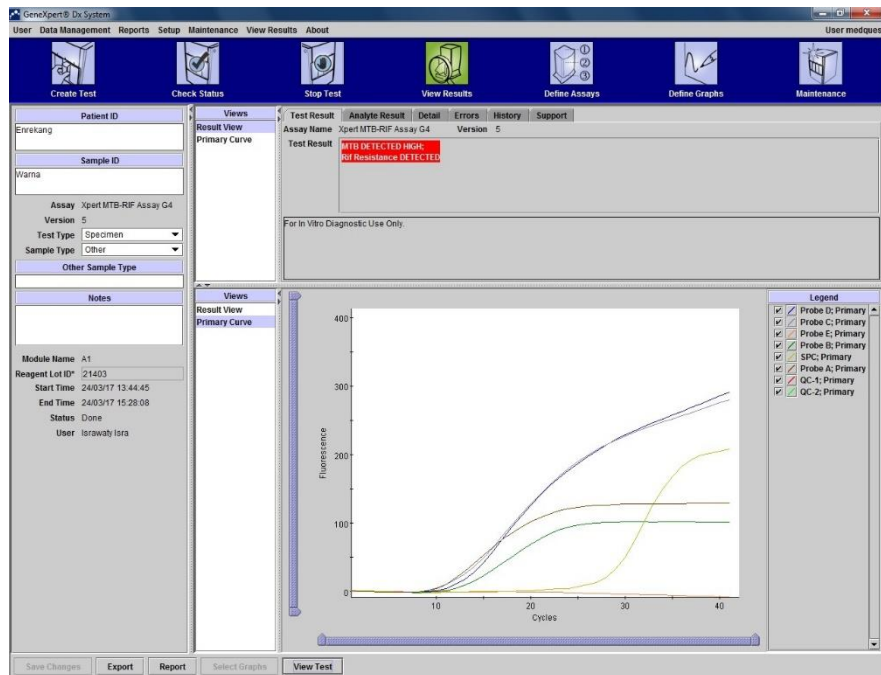 GeneXpert® Dx System
User Data Management Reports Setup Maintenance View Results About
User medques
Create Test
Check Status
Stop Test
View Results
Define Assays
Define Graphs
Maintenance
Patient ID
Enrekang
Sample ID
Warna
Assay Xpert MTB-RIF Assay G4
Version 5
Test Type Specimen
Sample Type Other
Other Sample Type
Notes
Module Name A1
Reagent Lot ID* 21403
Start Time 24/03/17 13:44:45
End Time 24/03/17 15:28:08
Status Done
User Israwaty Isra
Views
Result View
Primary Curve
Test Result Analyte Result Detail Errors History Support
Assay Name Xpert MTB-RIF Assay G4 Version 5
Test Result MTB DETECTED HIGH;
Rif Resistance DETECTED
For In Vitro Diagnostic Use Only.
Views
Result View
Primary Curve
400
300
200
100
0
Fluorescence
10 20 30 40
Cycles
Legend
Probe D; Primary
Probe C; Primary
Probe E; Primary
Probe B; Primary
SPC; Primary
Probe A; Primary
QC-1; Primary
QC-2; Primary
Save Changes Export Report Select Graphs View Test